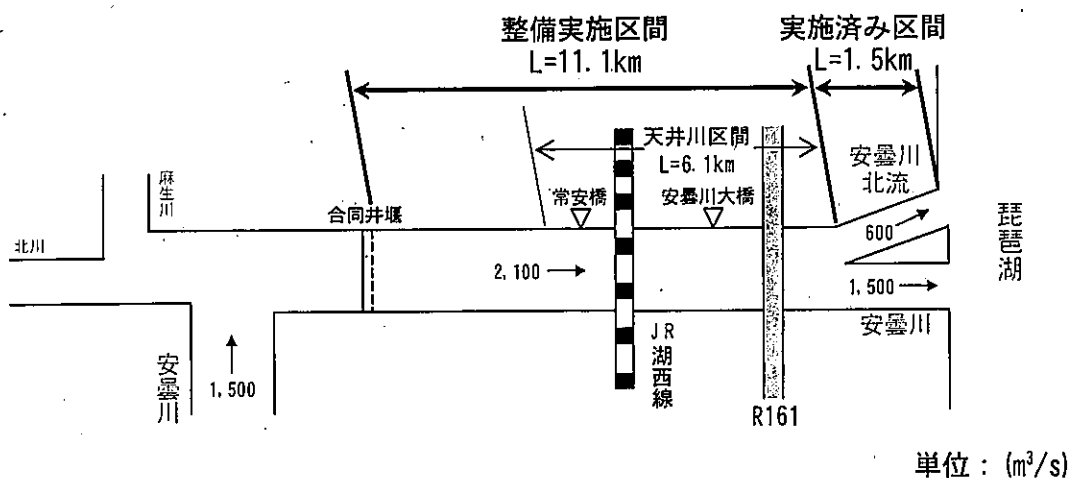 整備実施区間
L=11.1km
実施済み区間
L=1.5km
天井川区間
L=6.1km
安曇川
北流
麻生川
合同井堰
常安橋
安曇川大橋
琵琶湖
北川
600
2,100
1,500
安曇川
安曇川
1,500
JR湖西線
R161
単位：(m³/s)